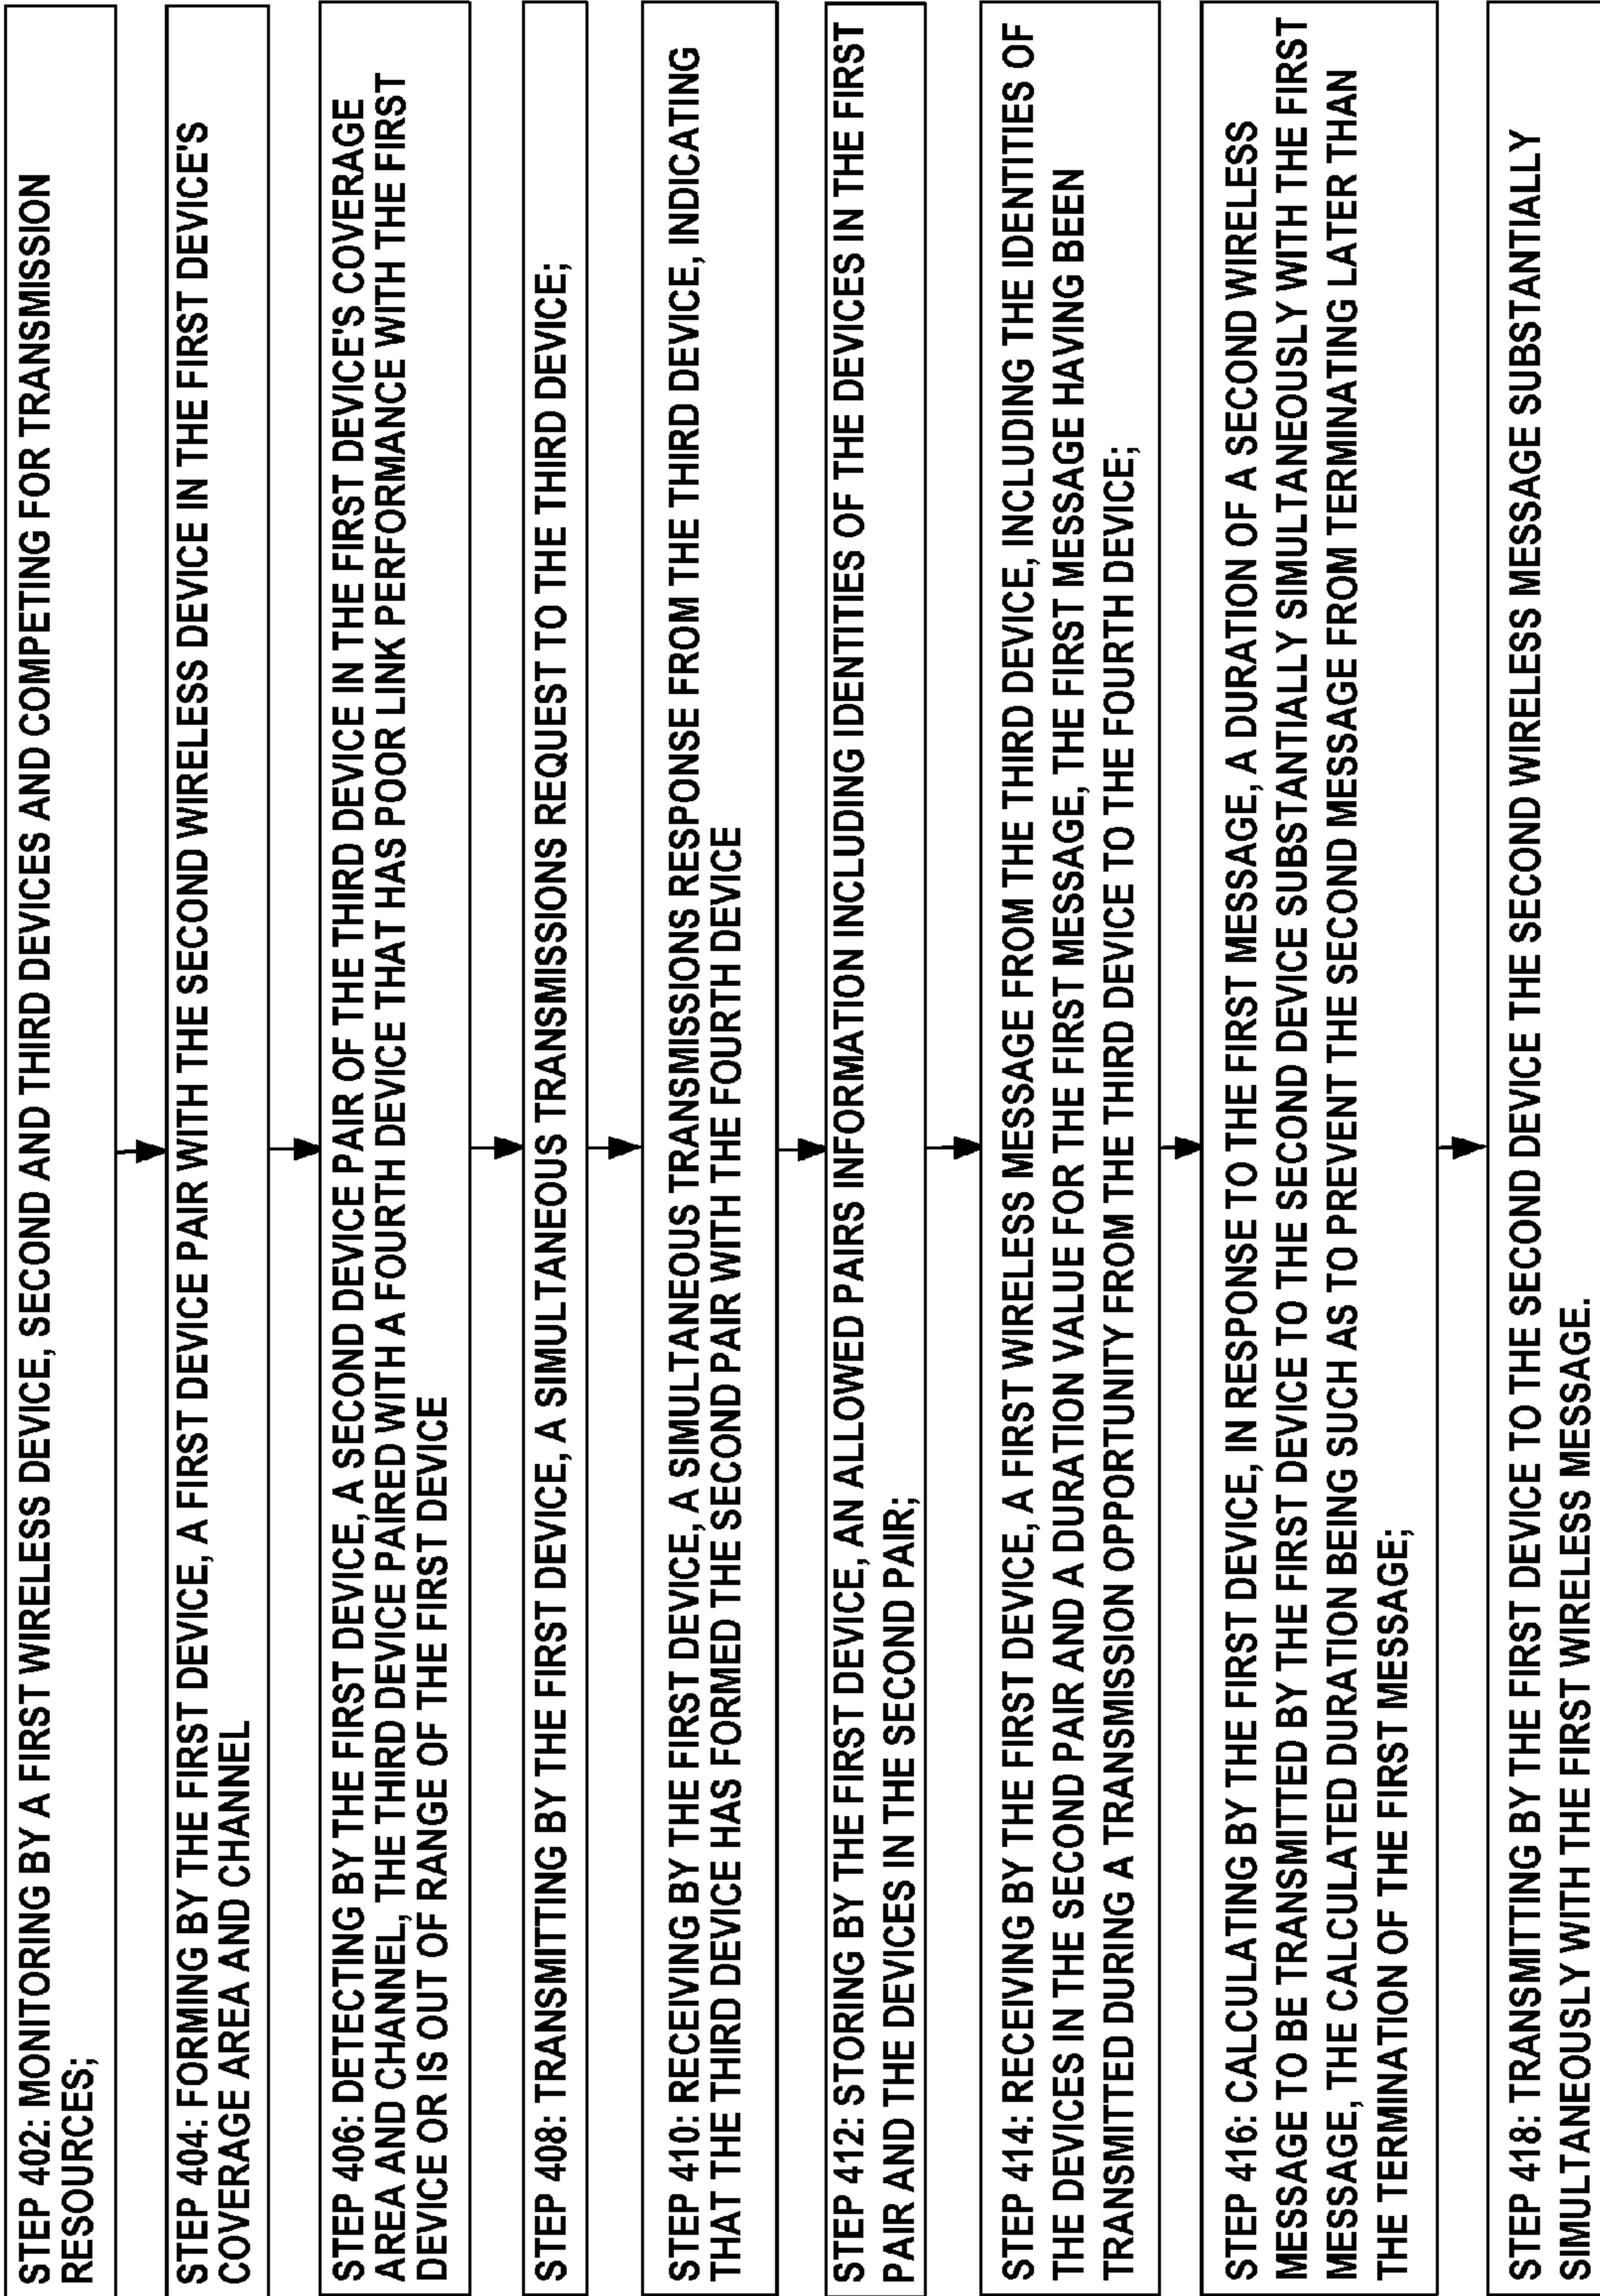 STEP 402: MONITORING BY A FIRST WIRELESS DEVICE, SECOND AND THIRD DEVICES AND COMPETING FOR TRANSMISSION
RESOURCES;
STEP 404: FORMING BY THE FIRST DEVICE, A FIRST DEVICE PAIR WITH THE SECOND WIRELESS DEVICE IN THE FIRST DEVICE'S
COVERAGE AREA AND CHANNEL
STEP 406: DETECTING BY THE FIRST DEVICE, A SECOND DEVICE PAIR OF THE THIRD DEVICE IN THE FIRST DEVICE'S COVERAGE
AREA AND CHANNEL, THE THIRD DEVICE PAIRED WITH A FOURTH DEVICE THAT HAS POOR LINK PERFORMANCE WITH THE FIRST
DEVICE OR IS OUT OF RANGE OF THE FIRST DEVICE
STEP 408: TRANSMITTING BY THE FIRST DEVICE, A SIMULTANEOUS TRANSMISSIONS REQUEST TO THE THIRD DEVICE;
STEP 410: RECEIVING BY THE FIRST DEVICE, A SIMULTANEOUS TRANSMISSIONS RESPONSE FROM THE THIRD DEVICE, INDICATING
THAT THE THIRD DEVICE HAS FORMED THE SECOND PAIR WITH THE FOURTH DEVICE
STEP 412: STORING BY THE FIRST DEVICE, AN ALLOWED PAIRS INFORMATION INCLUDING IDENTITIES OF THE DEVICES IN THE FIRST
PAIR AND THE DEVICES IN THE SECOND PAIR;
STEP 414: RECEIVING BY THE FIRST DEVICE, A FIRST WIRELESS MESSAGE FROM THE THIRD DEVICE, INCLUDING THE IDENTITIES OF
THE DEVICES IN THE SECOND PAIR AND A DURATION VALUE FOR THE FIRST MESSAGE, THE FIRST MESSAGE HAVING BEEN
TRANSMITTED DURING A TRANSMISSION OPPORTUNITY FROM THE THIRD DEVICE TO THE FOURTH DEVICE;
STEP 416: CALCULATING BY THE FIRST DEVICE, IN RESPONSE TO THE FIRST MESSAGE, A DURATION OF A SECOND WIRELESS
MESSAGE TO BE TRANSMITTED BY THE FIRST DEVICE TO THE SECOND DEVICE SUBSTANTIALLY SIMULTANEOUSLY WITH THE FIRST
MESSAGE, THE CALCULATED DURATION BEING SUCH AS TO PREVENT THE SECOND MESSAGE FROM TERMINATING LATER THAN
THE TERMINATION OF THE FIRST MESSAGE;
STEP 418: TRANSMITTING BY THE FIRST DEVICE TO THE SECOND DEVICE THE SECOND WIRELESS MESSAGE SUBSTANTIALLY
SIMULTANEOUSLY WITH THE FIRST WIRELESS MESSAGE.